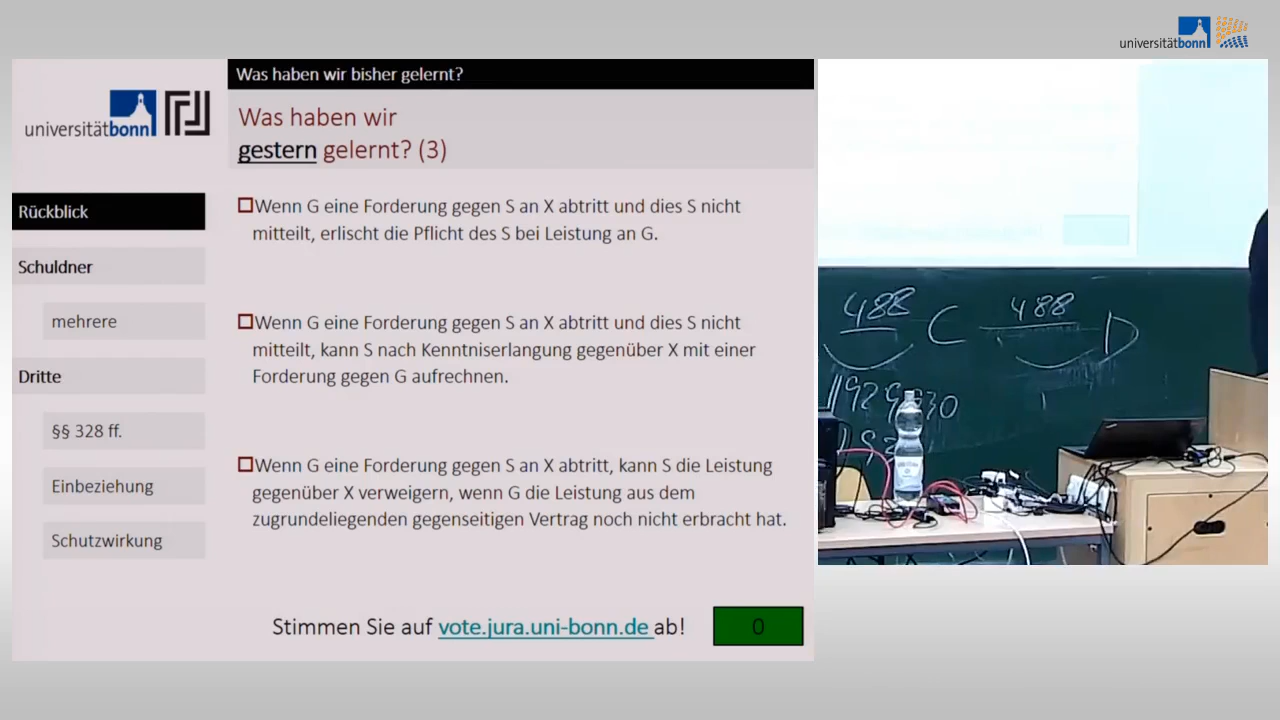 universitätbonn
Was haben wir bisher gelernt?
universitätbonn
Was haben wir
gestern gelernt? (3)
Rückblick
Schuldner
mehrere
Dritte
§§ 328 ff.
Einbeziehung
Schutzwirkung
Wenn G eine Forderung gegen S an X abtritt und dies S nicht
mitteilt, erlischt die Pflicht des S bei Leistung an G.
Wenn G eine Forderung gegen S an X abtritt und dies S nicht
mitteilt, kann S nach Kenntniserlangung gegenüber X mit einer
Forderung gegen G aufrechnen.
Wenn G eine Forderung gegen S an X abtritt, kann S die Leistung
gegenüber X verweigern, wenn G die Leistung aus dem
zugrundeliegenden gegenseitigen Vertrag noch nicht erbracht hat.
Stimmen Sie auf vote.jura.uni-bonn.de ab!
0
488 C 488 D